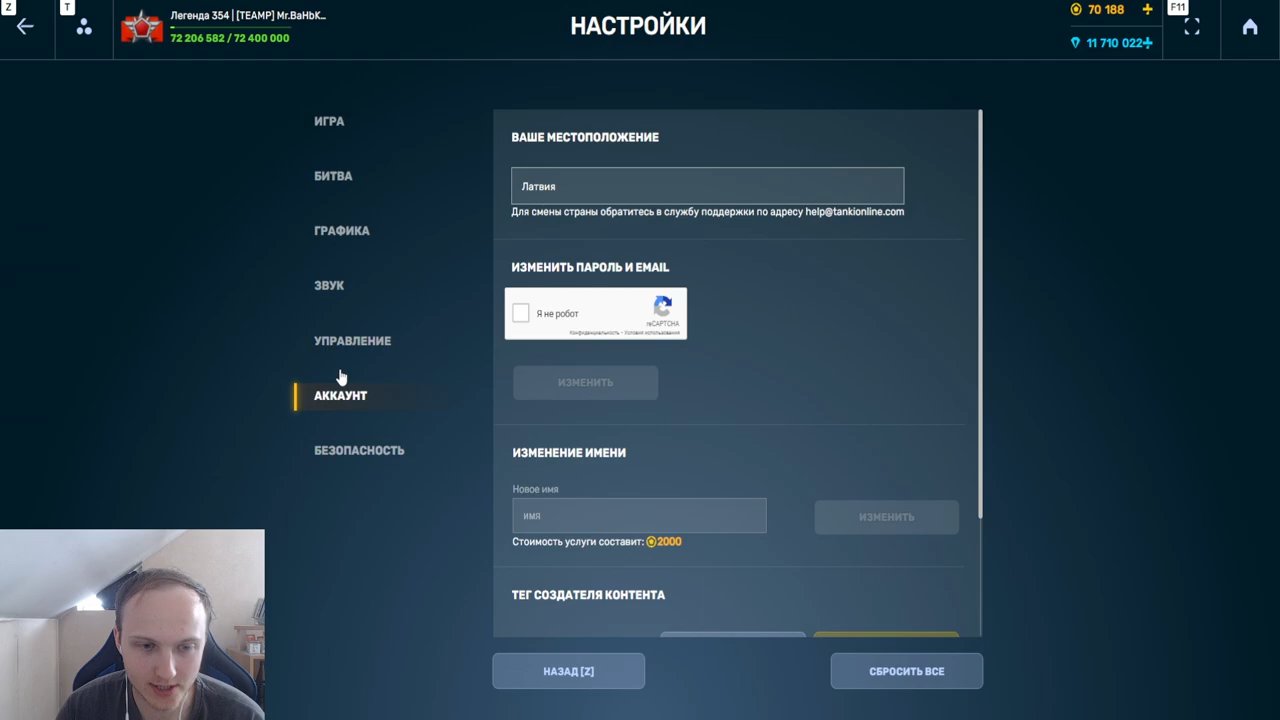 Z
T
Легенда 354 | [TEAMP] Mr.BaHbK...
72 206 582 / 72 400 000
НАСТРОЙКИ
70 188
11 710 022
F11
ИГРА
БИТВА
ГРАФИКА
ЗВУК
УПРАВЛЕНИЕ
АККАУНТ
БЕЗОПАСНОСТЬ
ВАШЕ МЕСТОПОЛОЖЕНИЕ
Латвия
Для смены страны обратитесь в службу поддержки по адресу help@tankionline.com
ИЗМЕНИТЬ ПАРОЛЬ И EMAIL
Я не робот
reCAPTCHA
Конфиденциальность - Условия использования
ИЗМЕНИТЬ
ИЗМЕНЕНИЕ ИМЕНИ
Новое имя
имя
ИЗМЕНИТЬ
Стоимость услуги составит: 2000
ТЕГ СОЗДАТЕЛЯ КОНТЕНТА
НАЗАД [Z]
СБРОСИТЬ ВСЕ